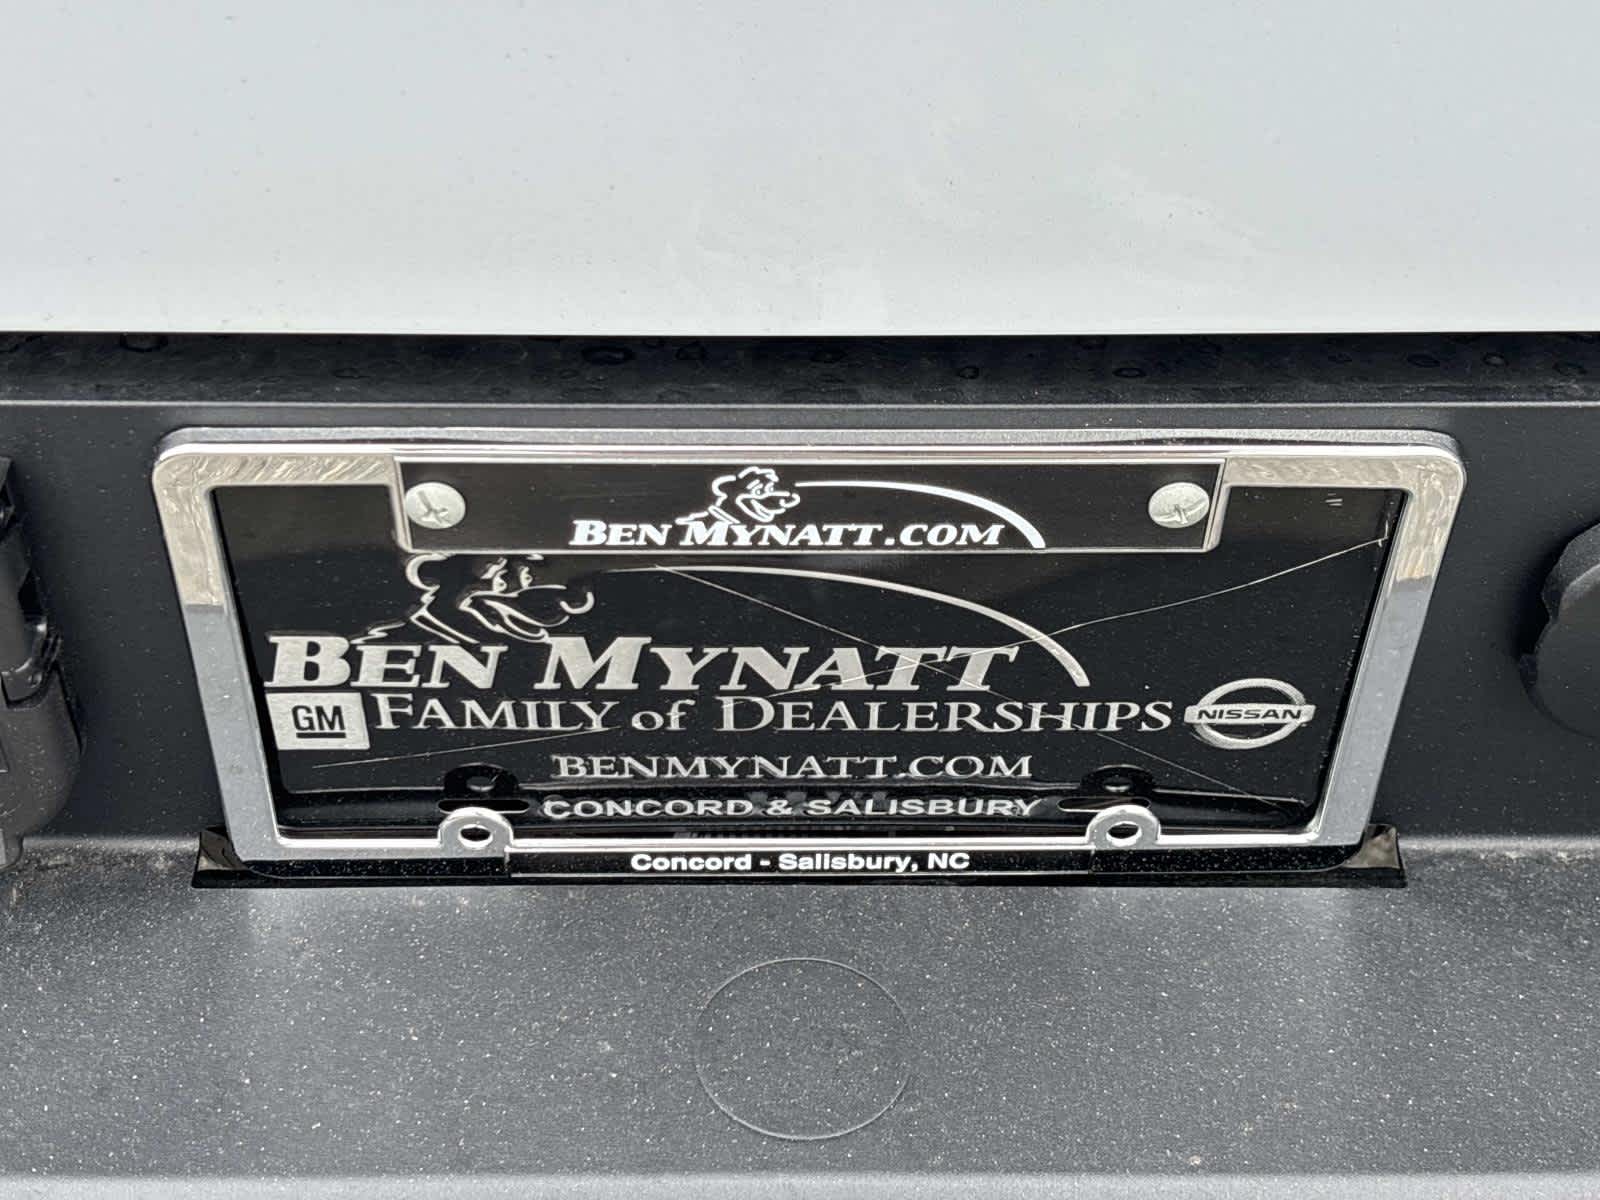 BEN MYNATT.COM
BEN MYNATT
GM FAMILY of DEALERSHIPS NISSAN
BENMYNATT.COM
CONCORD & SALISBURY
Concord - Salisbury, NC